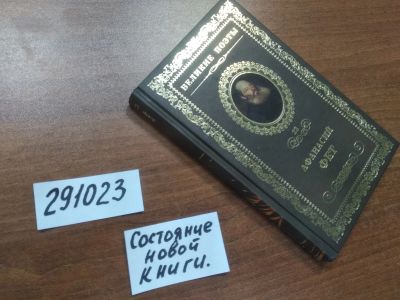 ВЕЛИКИЕ ПОЭТЫ
АФАНАСИЙ
ФЕТ
291023
Состояние
новой
книги.